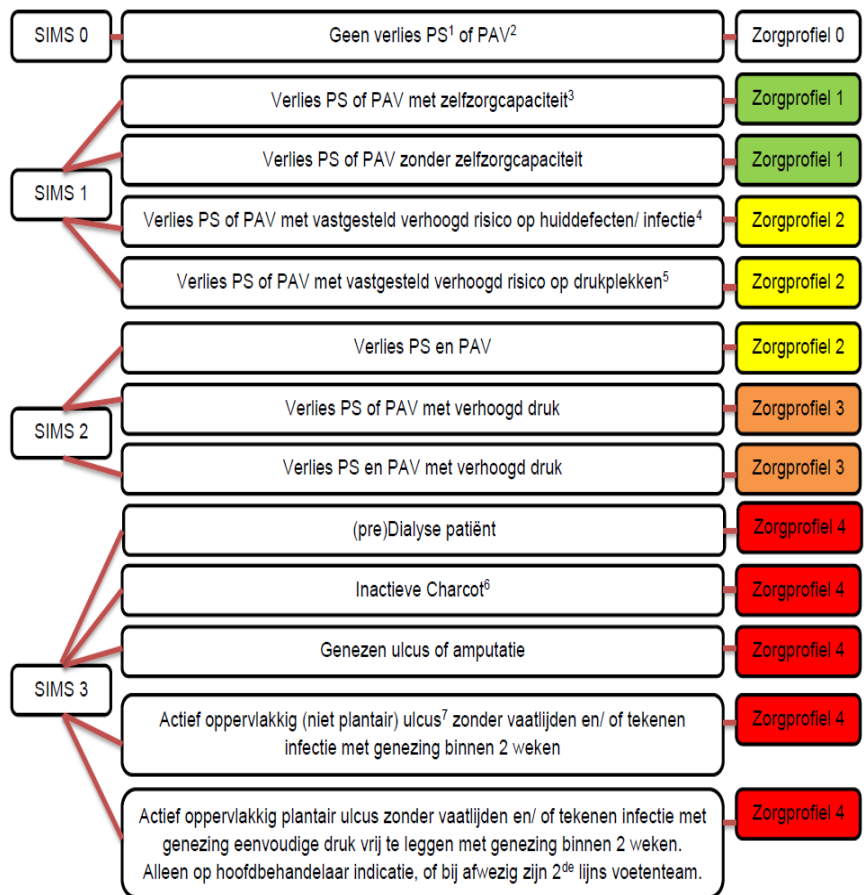 SIMS 0
Geen verlies PS¹ of PAV²
Zorgprofiel 0
SIMS 1
Verlies PS of PAV met zelfzorgcapaciteit³
Zorgprofiel 1
Verlies PS of PAV zonder zelfzorgcapaciteit
Zorgprofiel 1
Verlies PS of PAV met vastgesteld verhoogd risico op huiddefecten/ infectie⁴
Zorgprofiel 2
Verlies PS of PAV met vastgesteld verhoogd risico op drukplekken⁵
Zorgprofiel 2
SIMS 2
Verlies PS en PAV
Zorgprofiel 2
Verlies PS of PAV met verhoogd druk
Zorgprofiel 3
Verlies PS en PAV met verhoogd druk
Zorgprofiel 3
SIMS 3
(pre)Dialyse patiënt
Zorgprofiel 4
Inactieve Charcot⁶
Zorgprofiel 4
Genezen ulcus of amputatie
Zorgprofiel 4
Actief oppervlakkig (niet plantair) ulcus⁷ zonder vaatlijden en/ of tekenen
infectie met genezing binnen 2 weken
Zorgprofiel 4
Actief oppervlakkig plantair ulcus zonder vaatlijden en/ of tekenen infectie met
genezing eenvoudige druk vrij te leggen met genezing binnen 2 weken.
Alleen op hoofdbehandelaar indicatie, of bij afwezig zijn 2ᵈᵉ lijns voetenteam.
Zorgprofiel 4